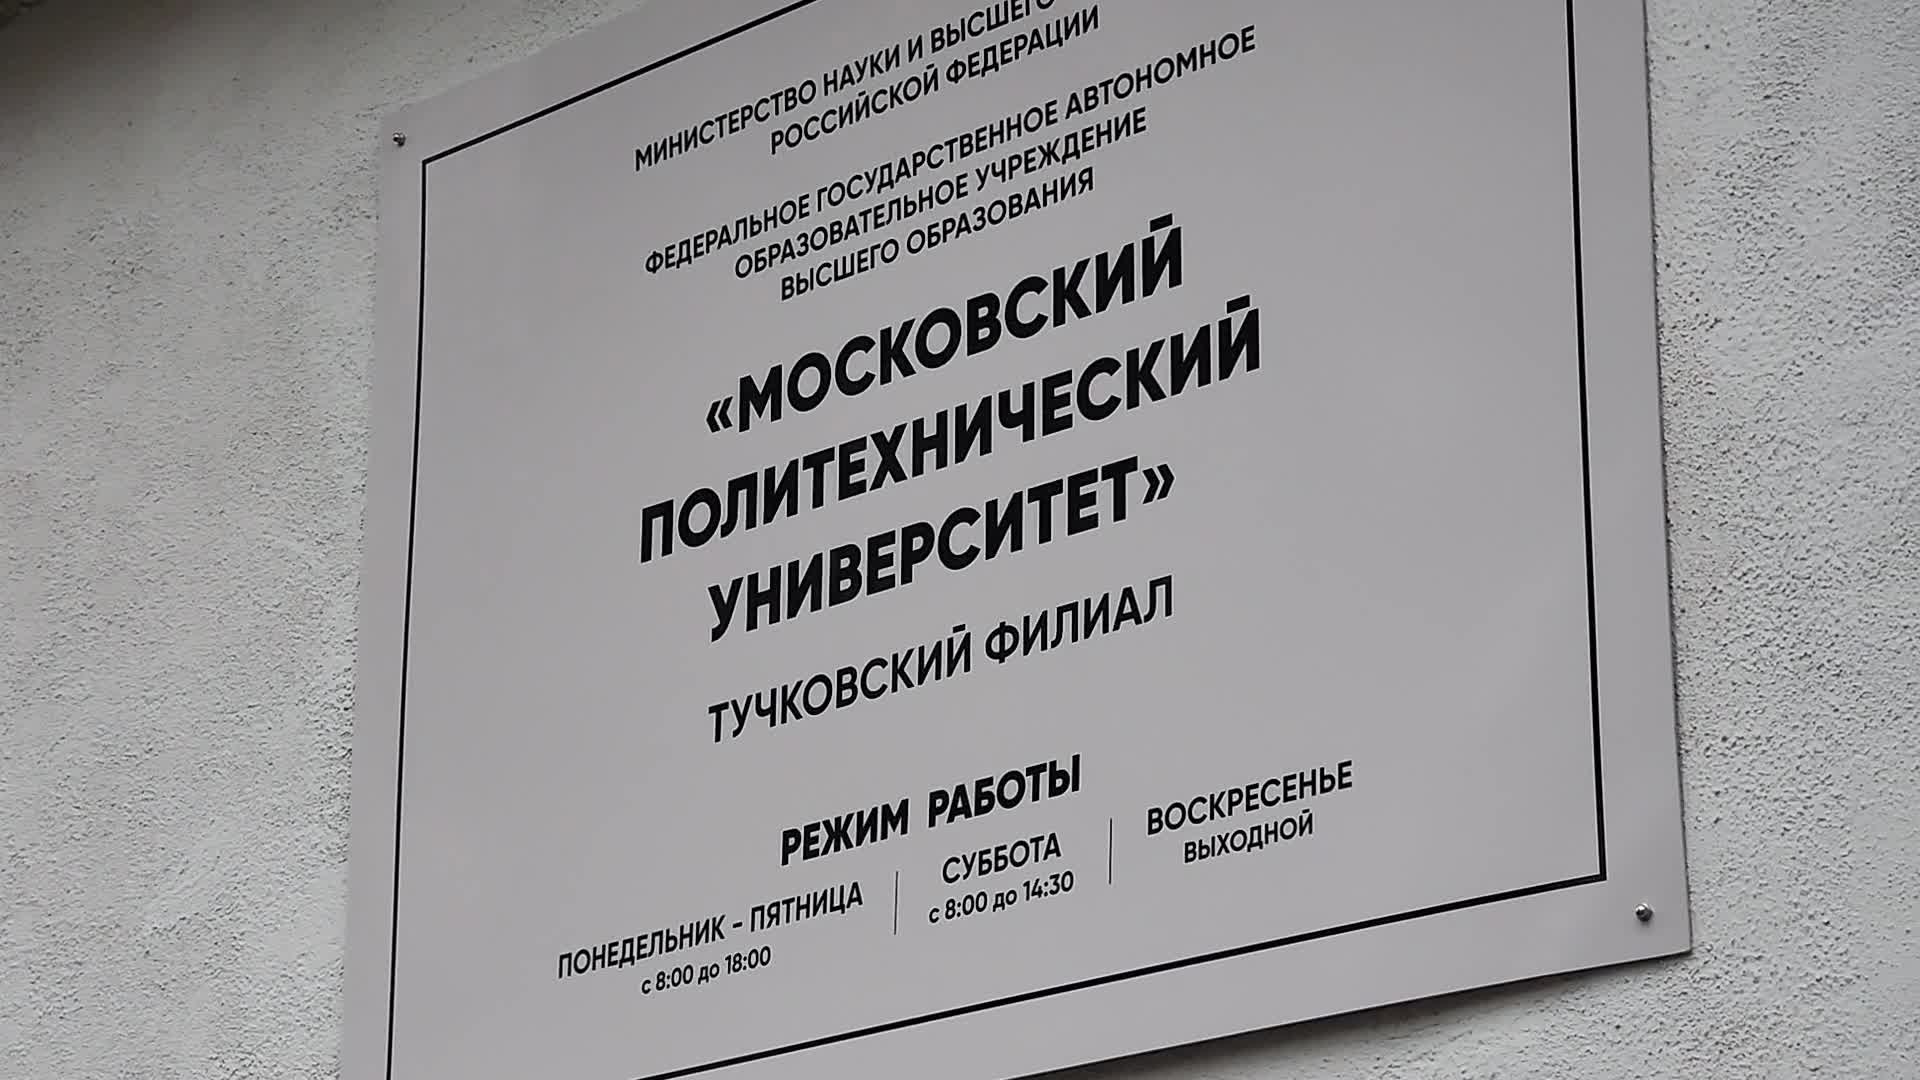 МИНИСТЕРСТВО НАУКИ И ВЫСШЕГО
РОССИЙСКОЙ ФЕДЕРАЦИИ
ФЕДЕРАЛЬНОЕ ГОСУДАРСТВЕННОЕ АВТОНОМНОЕ
ОБРАЗОВАТЕЛЬНОЕ УЧРЕЖДЕНИЕ
ВЫСШЕГО ОБРАЗОВАНИЯ
«МОСКОВСКИЙ
ПОЛИТЕХНИЧЕСКИЙ
УНИВЕРСИТЕТ»
ТУЧКОВСКИЙ ФИЛИАЛ
РЕЖИМ РАБОТЫ
ПОНЕДЕЛЬНИК - ПЯТНИЦА
с 8:00 до 18:00
СУББОТА
с 8:00 до 14:30
ВОСКРЕСЕНЬЕ
ВЫХОДНОЙ